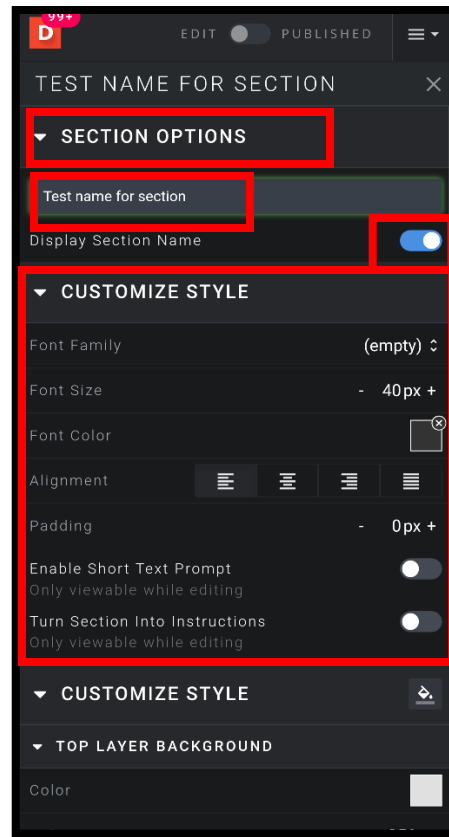 99+
D
EDIT PUBLISHED
TEST NAME FOR SECTION
SECTION OPTIONS
Test name for section
Display Section Name
CUSTOMIZE STYLE
Font Family (empty)
Font Size - 40px +
Font Color
Alignment
Padding - 0px +
Enable Short Text Prompt
Only viewable while editing
Turn Section Into Instructions
Only viewable while editing
CUSTOMIZE STYLE
TOP LAYER BACKGROUND
Color